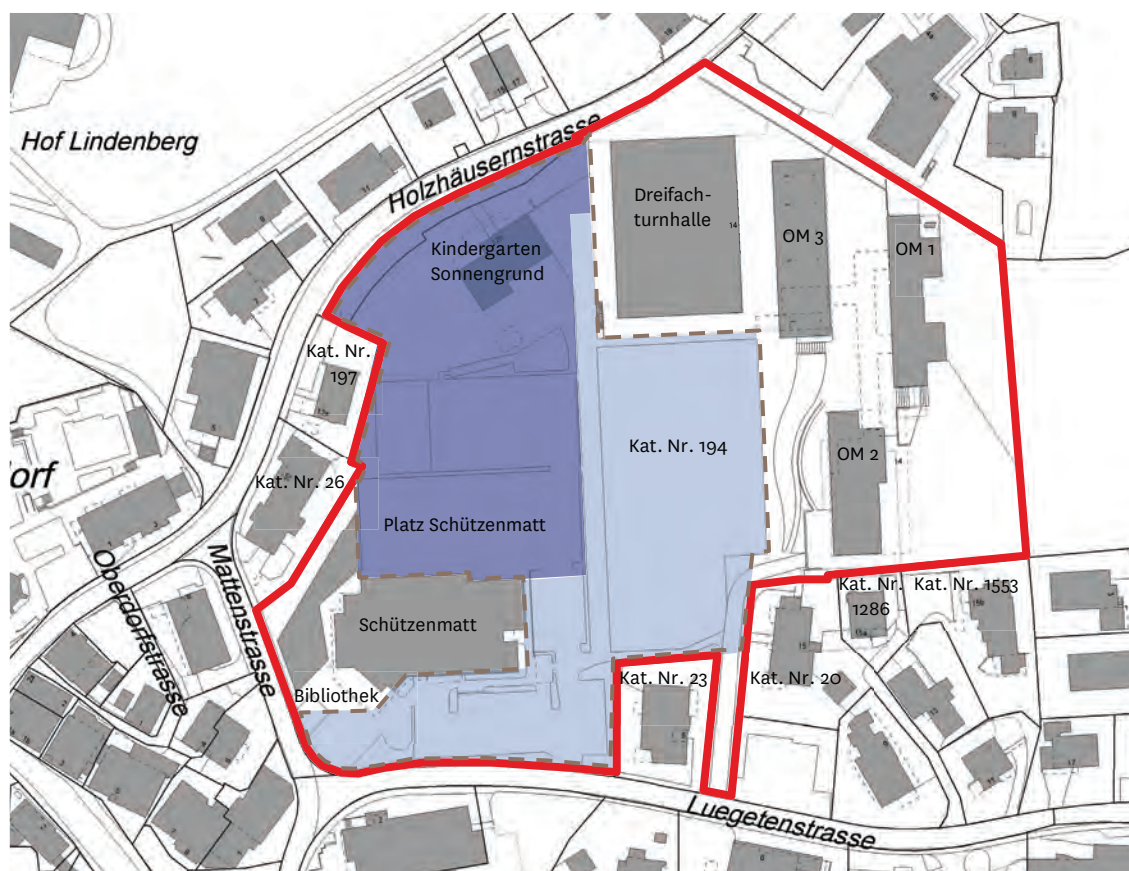 Hof Lindenberg
Holzhäusernstrasse
Dreifach-
turnhalle
14
OM 3
OM 1
Kindergarten
Sonnengrund
Kat. Nr.
197
Kat. Nr. 194
OM 2
14
Kat. Nr. 26
orf
Platz Schützenmatt
Oberdorfstrasse
Mattenstrasse
Schützenmatt
Bibliothek
Kat. Nr.
1286
Kat. Nr. 1553
Kat. Nr. 23
Kat. Nr. 20
Luegetenstrasse